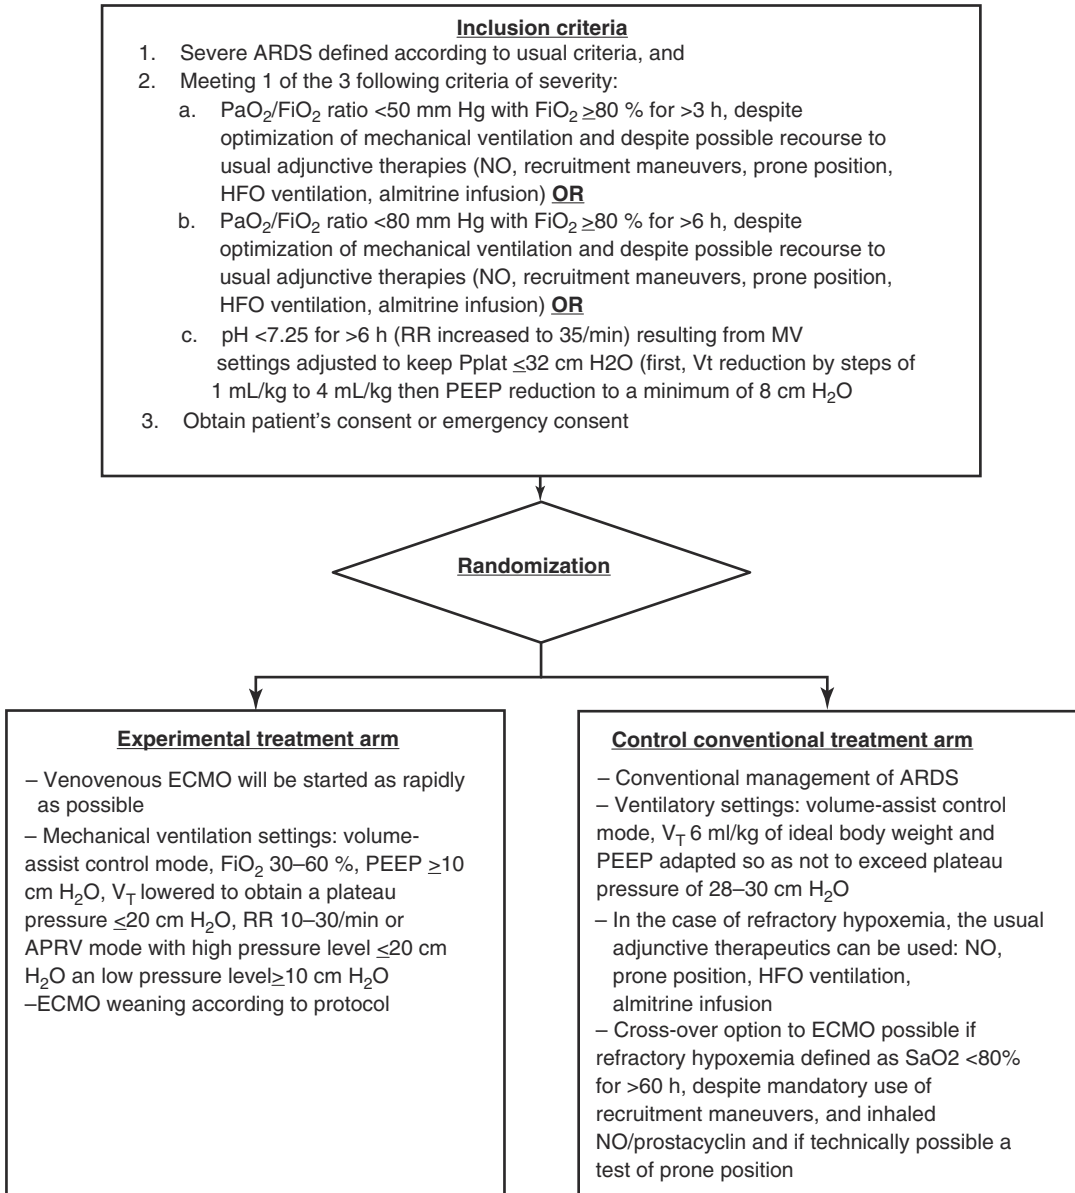 Inclusion criteria
1. Severe ARDS defined according to usual criteria, and
2. Meeting 1 of the 3 following criteria of severity:
a. PaO2/FiO2 ratio <50 mm Hg with FiO2 ≥80 % for >3 h, despite
optimization of mechanical ventilation and despite possible recourse to
usual adjunctive therapies (NO, recruitment maneuvers, prone position,
HFO ventilation, almitrine infusion) OR
b. PaO2/FiO2 ratio <80 mm Hg with FiO2 ≥80 % for >6 h, despite
optimization of mechanical ventilation and despite possible recourse to
usual adjunctive therapies (NO, recruitment maneuvers, prone position,
HFO ventilation, almitrine infusion) OR
c. pH <7.25 for >6 h (RR increased to 35/min) resulting from MV
settings adjusted to keep Pplat ≤32 cm H2O (first, Vt reduction by steps of
1 mL/kg to 4 mL/kg then PEEP reduction to a minimum of 8 cm H2O
3. Obtain patient's consent or emergency consent
Randomization
Experimental treatment arm
– Venovenous ECMO will be started as rapidly
as possible
– Mechanical ventilation settings: volume-
assist control mode, FiO2 30–60 %, PEEP ≥10
cm H2O, VT lowered to obtain a plateau
pressure ≤20 cm H2O, RR 10–30/min or
APRV mode with high pressure level ≤20 cm
H2O an low pressure level≥10 cm H2O
–ECMO weaning according to protocol
Control conventional treatment arm
– Conventional management of ARDS
– Ventilatory settings: volume-assist control
mode, VT 6 ml/kg of ideal body weight and
PEEP adapted so as not to exceed plateau
pressure of 28–30 cm H2O
– In the case of refractory hypoxemia, the usual
adjunctive therapeutics can be used: NO,
prone position, HFO ventilation,
almitrine infusion
– Cross-over option to ECMO possible if
refractory hypoxemia defined as SaO2 <80%
for >60 h, despite mandatory use of
recruitment maneuvers, and inhaled
NO/prostacyclin and if technically possible a
test of prone position